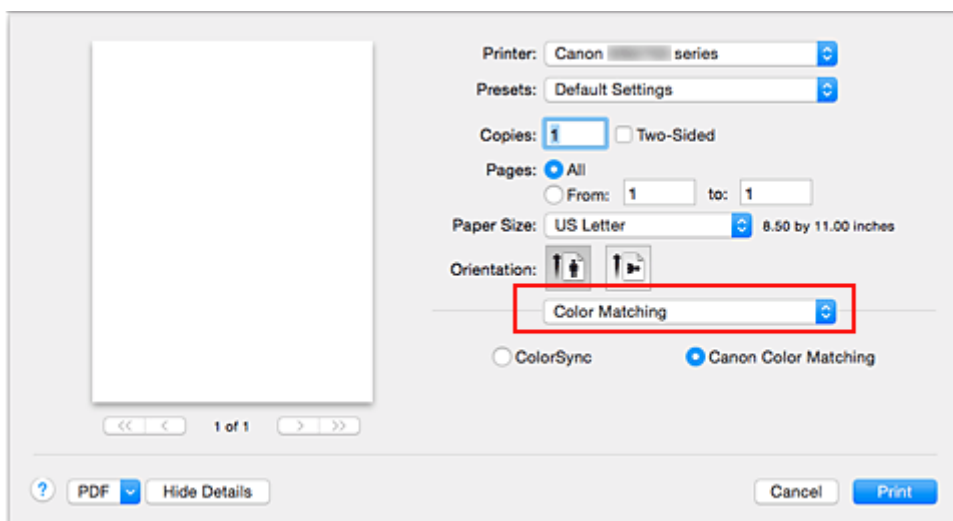 Printer: Canon series
Presets: Default Settings
Copies: 1 Two-Sided
Pages: All
From: 1 to: 1
Paper Size: US Letter 8.50 by 11.00 inches
Orientation:
Color Matching
ColorSync Canon Color Matching
<< < 1 of 1 > >>
? PDF Hide Details Cancel Print